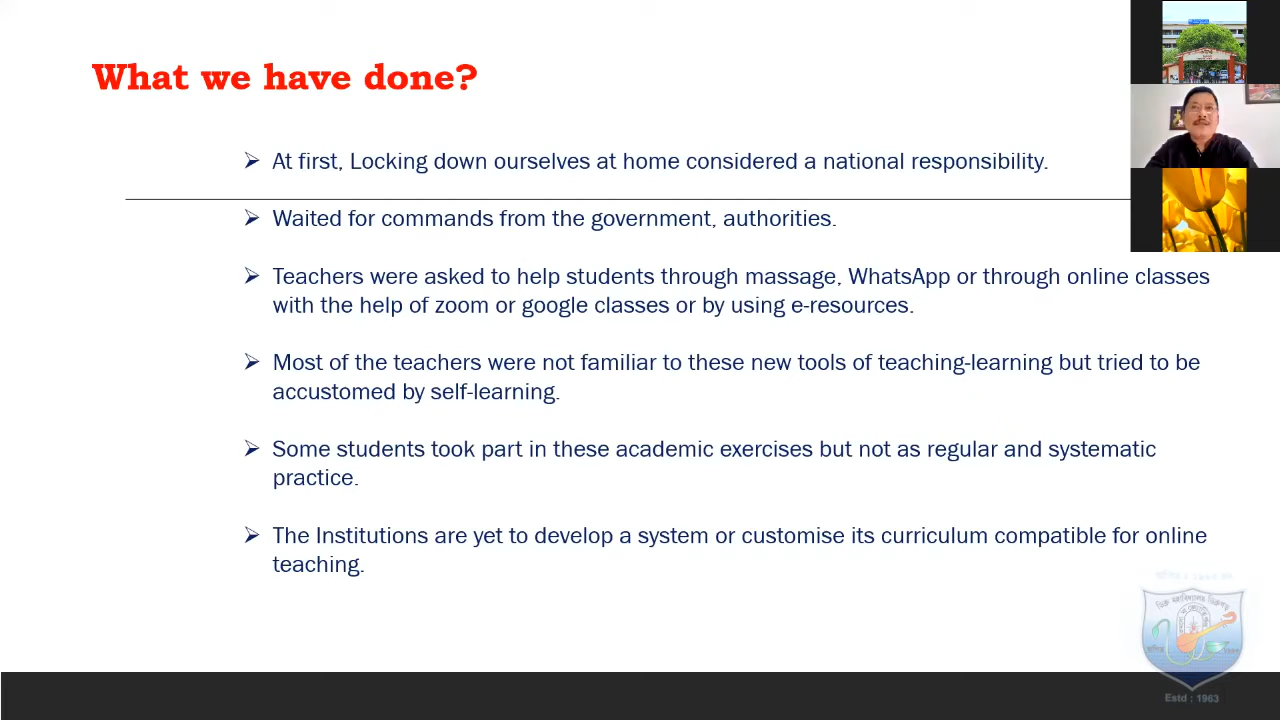 What we have done?
➢ At first, Locking down ourselves at home considered a national responsibility.
➢ Waited for commands from the government, authorities.
➢ Teachers were asked to help students through massage, WhatsApp or through online classes
with the help of zoom or google classes or by using e-resources.
➢ Most of the teachers were not familiar to these new tools of teaching-learning but tried to be
accustomed by self-learning.
➢ Some students took part in these academic exercises but not as regular and systematic
practice.
➢ The Institutions are yet to develop a system or customise its curriculum compatible for online
teaching.
Estd : 1963